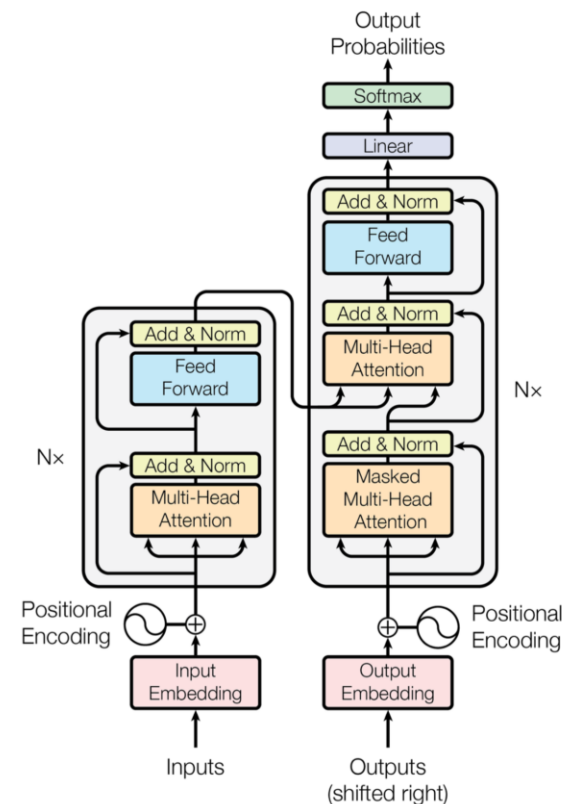 Output
Probabilities
Softmax
Linear
Add & Norm
Feed
Forward
Add & Norm
Multi-Head
Attention
Add & Norm
Masked
Multi-Head
Attention
Nx
Add & Norm
Feed
Forward
Add & Norm
Multi-Head
Attention
Nx
Positional
Encoding
Positional
Encoding
Input
Embedding
Output
Embedding
Inputs
Outputs
(shifted right)